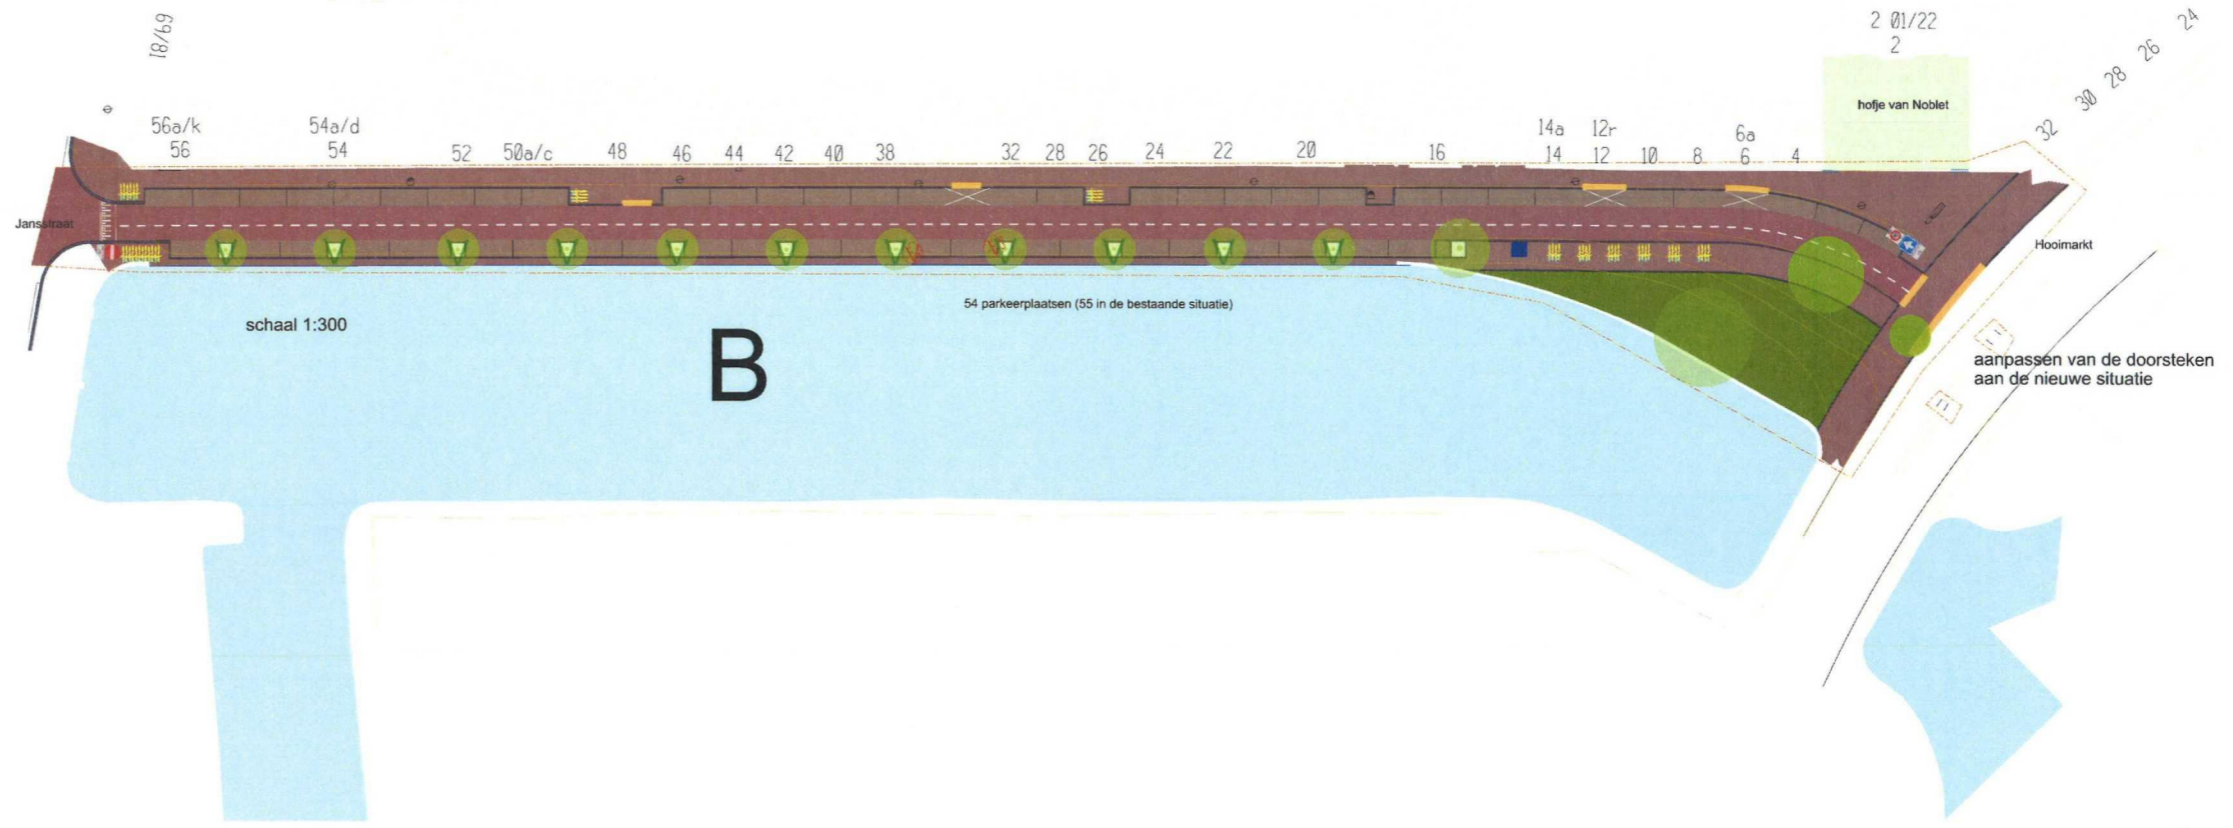 18/69
2 01/22
2
24
26
28
30
32
hofje van Noblet
56a/k
54a/d
14a
12r
6a
56
54
52
50a/c
48
46
44
42
40
38
32
28
26
24
22
20
16
14
12
10
8
6
4
Jansstraat
Hooimarkt
54 parkeerplaatsen (55 in de bestaande situatie)
schaal 1:300
B
aanpassen van de doorsteken
aan de nieuwe situatie